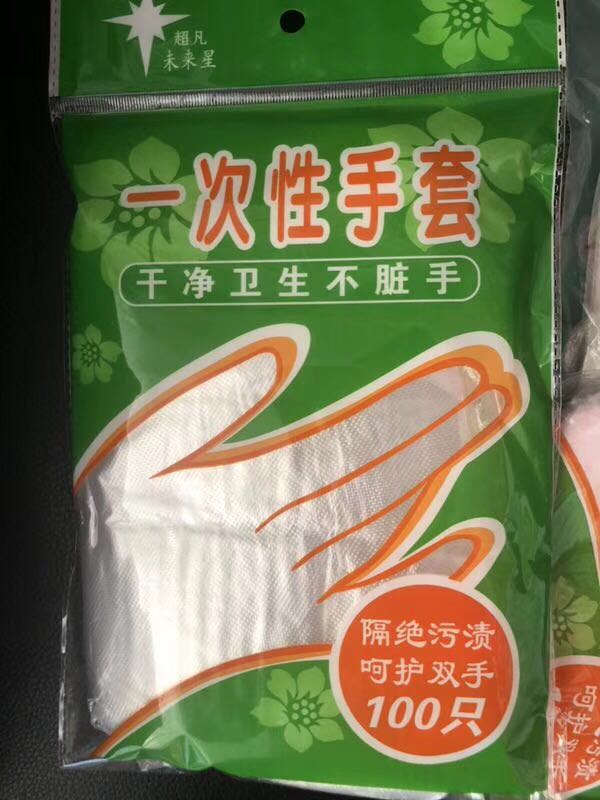 超凡
未来星
一次性手套
干净卫生不脏手
隔绝污渍
呵护双手
100只